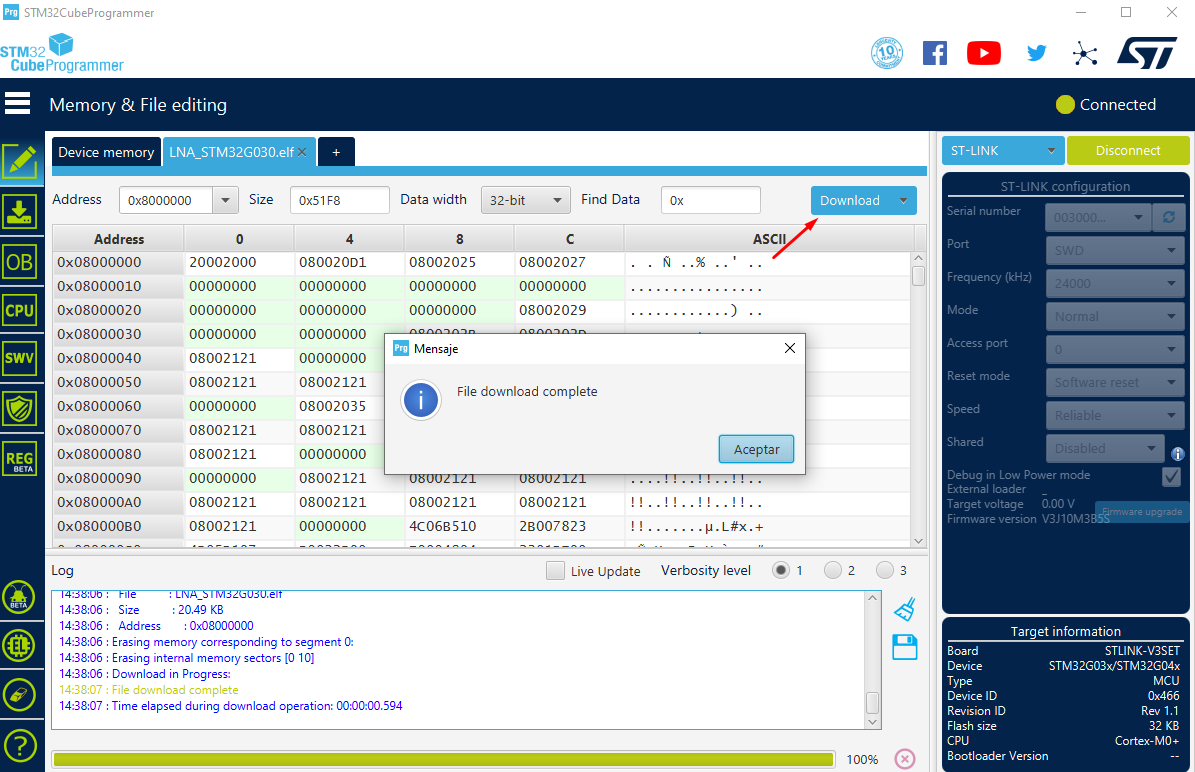 Prg STM32CubeProgrammer
STM32
CubeProgrammer
10
Memory & File editing
Connected
Device memory LNA_STM32G030.elf × +
ST-LINK Disconnect
Address 0x8000000 Size 0x51F8 Data width 32-bit Find Data 0x Download
Address 0 4 8 C ASCII
0x08000000 20002000 080020D1 08002025 08002027 . . Ñ ..% ..' ..
0x08000010 00000000 00000000 00000000 00000000 ................
0x08000020 00000000 00000000 00000000 08002029 ............) ..
0x08000030 00000000 00000000
0x08000040 08002121 00000000
0x08000050 08002121 08002121
0x08000060 00000000 08002035
0x08000070 08002121 08002121
0x08000080 08002121 00000000
0x08000090 00000000 08002121 08002121 08002121 ....!!..!!..!!..
0x080000A0 08002121 08002121 08002121 08002121 !!..!!..!!..!!..
0x080000B0 08002121 00000000 4C06B510 2B007823 !!.......µ.L#x.+
Prg Mensaje
File download complete
Aceptar
OB
CPU
SWV
REG
BETA
BETA
EL
?
ST-LINK configuration
Serial number 003000...
Port SWD
Frequency (kHz) 24000
Mode Normal
Access port 0
Reset mode Software reset
Speed Reliable
Shared Disabled
Debug in Low Power mode
External loader _
Target voltage 0.00 V
Firmware version V3J10M3B5S Firmware upgrade
Log Live Update Verbosity level 1 2 3
14:38:06 : File : LNA_STM32G030.elf
14:38:06 : Size : 20.49 KB
14:38:06 : Address : 0x08000000
14:38:06 : Erasing memory corresponding to segment 0:
14:38:06 : Erasing internal memory sectors [0 10]
14:38:06 : Download in Progress:
14:38:07 : File download complete
14:38:07 : Time elapsed during download operation: 00:00:00.594
100%
Target information
Board STLINK-V3SET
Device STM32G03x/STM32G04x
Type MCU
Device ID 0x466
Revision ID Rev 1.1
Flash size 32 KB
CPU Cortex-M0+
Bootloader Version --